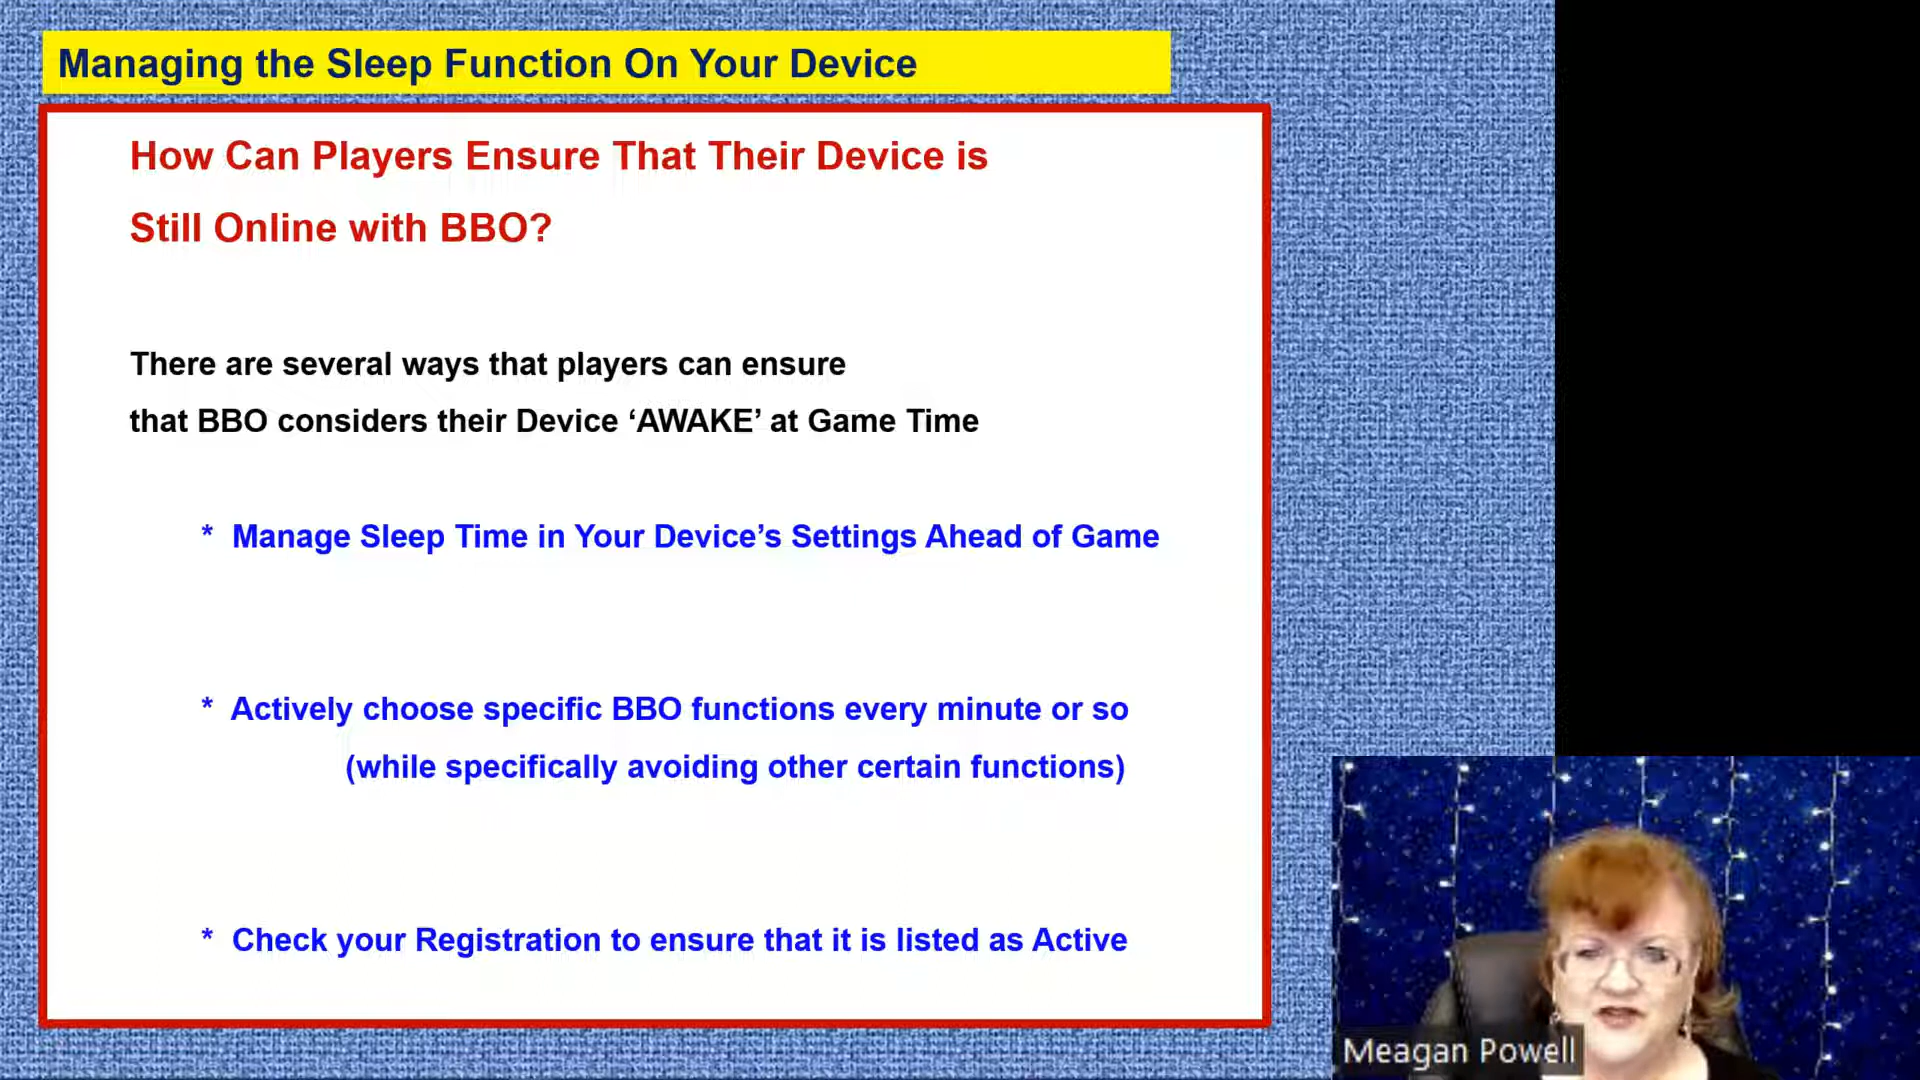 Managing the Sleep Function On Your Device
How Can Players Ensure That Their Device is
Still Online with BBO?
There are several ways that players can ensure
that BBO considers their Device ‘AWAKE’ at Game Time
* Manage Sleep Time in Your Device’s Settings Ahead of Game
* Actively choose specific BBO functions every minute or so
(while specifically avoiding other certain functions)
* Check your Registration to ensure that it is listed as Active
Meagan Powell